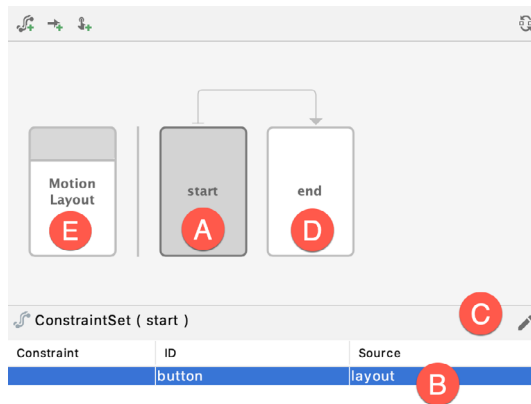 Motion
Layout
E
start
A
end
D
ConstraintSet ( start )
C
Constraint ID Source
button layout
B